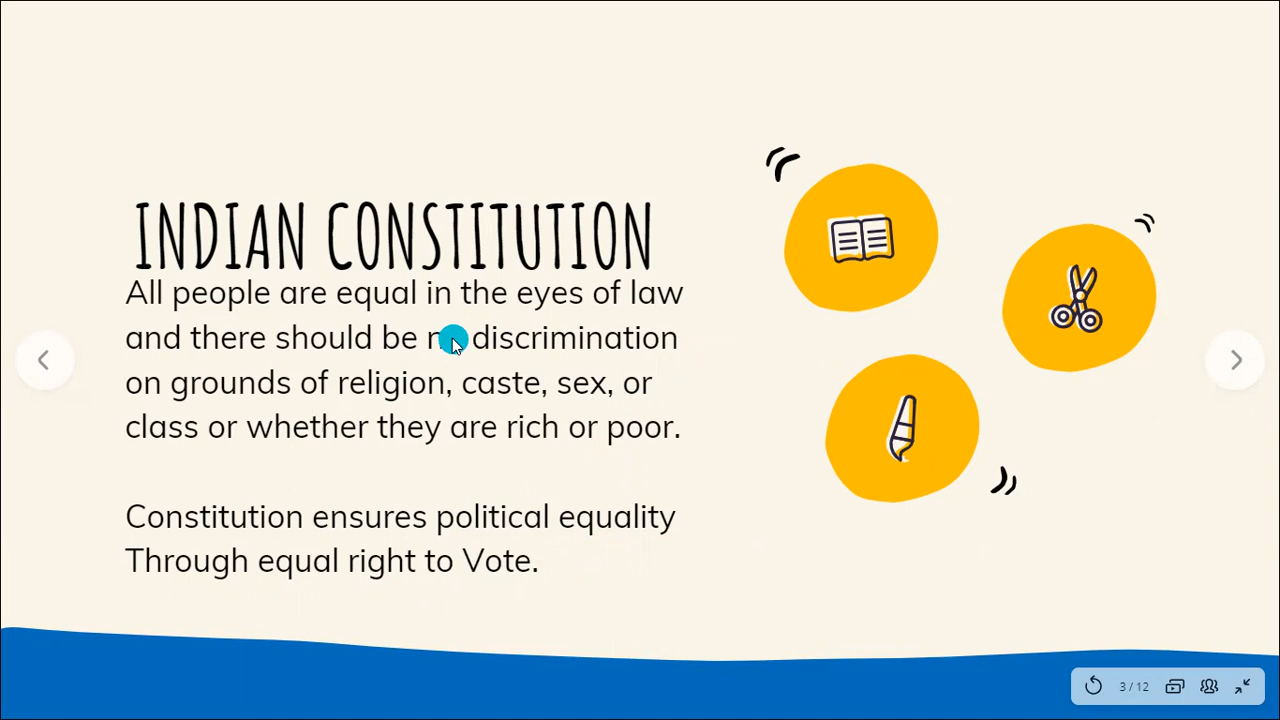 INDIAN CONSTITUTION
All people are equal in the eyes of law
and there should be discrimination
on grounds of religion, caste, sex, or
class or whether they are rich or poor.
Constitution ensures political equality
Through equal right to Vote.
3 / 12